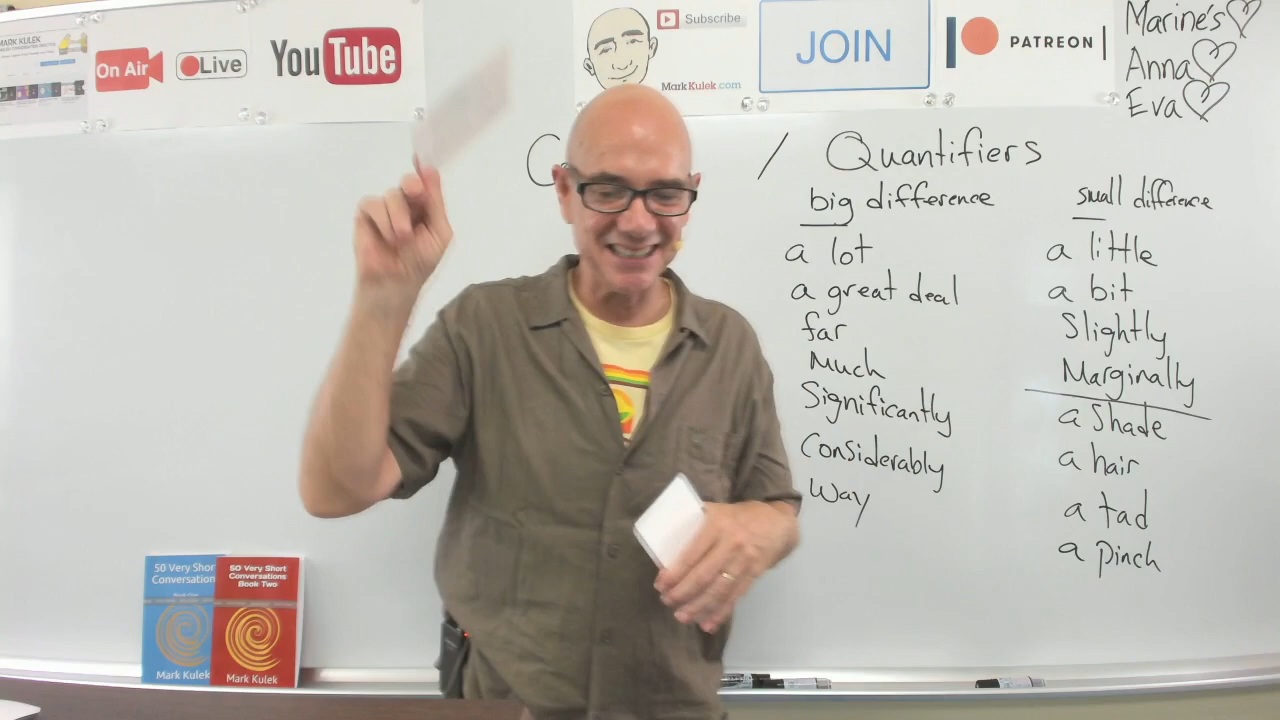 MARK KULEK
On Air
Live
YouTube
Subscribe
MarkKulek.com
JOIN
PATREON
Marine's
Anna
Eva
/ Quantifiers
big difference
a lot
a great deal
far
Much
Significantly
Considerably
Way
small difference
a little
a bit
Slightly
Marginally
a Shade
a hair
a tad
a pinch
50 Very Short
Conversation
Mark Kulek
50 Very Short
Conversations
Book Two
Mark Kulek